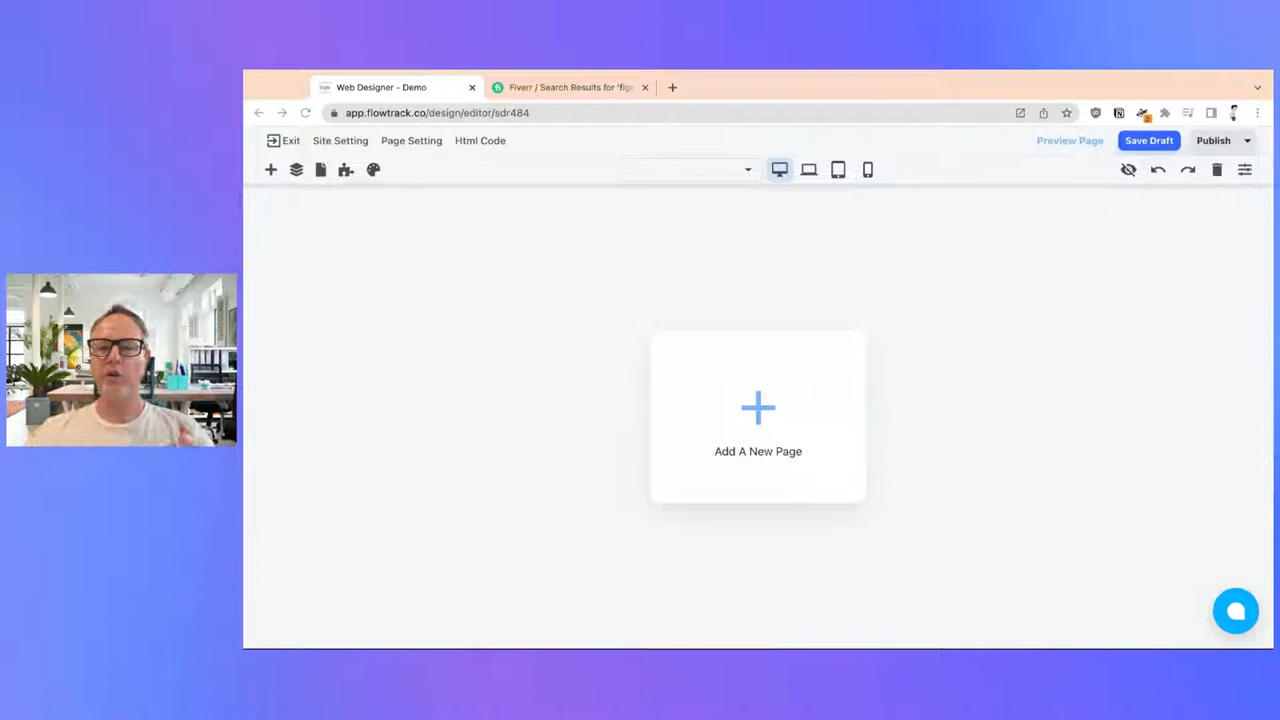 Web Designer - Demo
Fiverr / Search Results for 'figs
app.flowtrack.co/design/editor/sdr484
Exit Site Setting Page Setting Html Code
Preview Page Save Draft Publish
Add A New Page